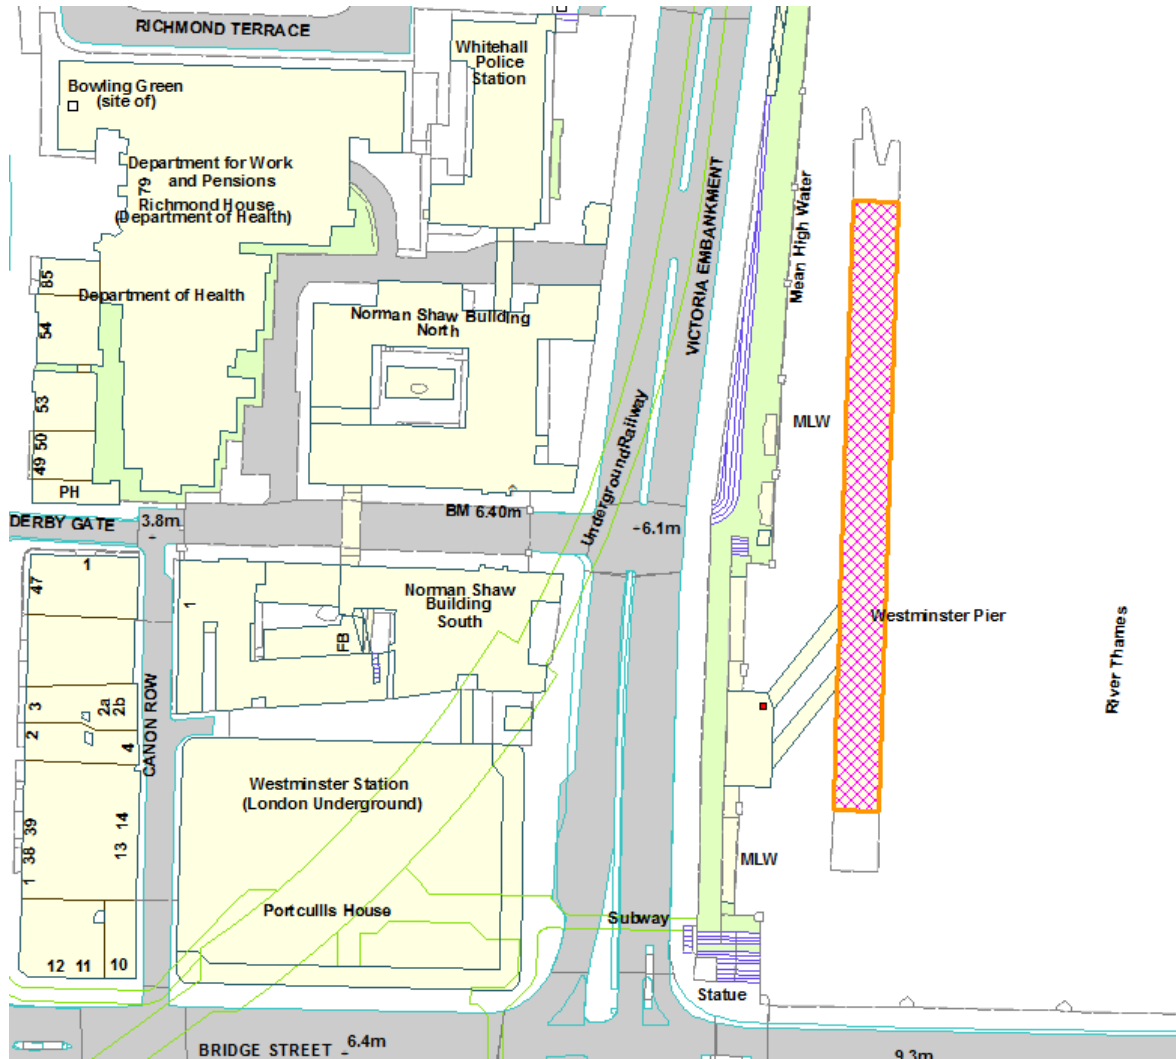 RICHMOND TERRACE
Whitehall
Police
Station
Bowling Green
(site of)
Department for Work
and Pensions
79
Richmond House
(Department of Health)
VICTORIA EMBANKMENT
Mean High Water
85
Department of Health
54
Norman Shaw Building
North
53
50
49
PH
Underground Railway
MLW
DERBY GATE
3.8m
BM 6.40m
6.1m
1
47
1
Norman Shaw
Building
South
FB
Westminster Pier
River Thames
3
2a
2b
2
4
CANON ROW
Westminster Station
(London Underground)
39
38
1
14
13
MLW
Portcullis House
Subway
12
11
10
Statue
BRIDGE STREET
6.4m
9.3m